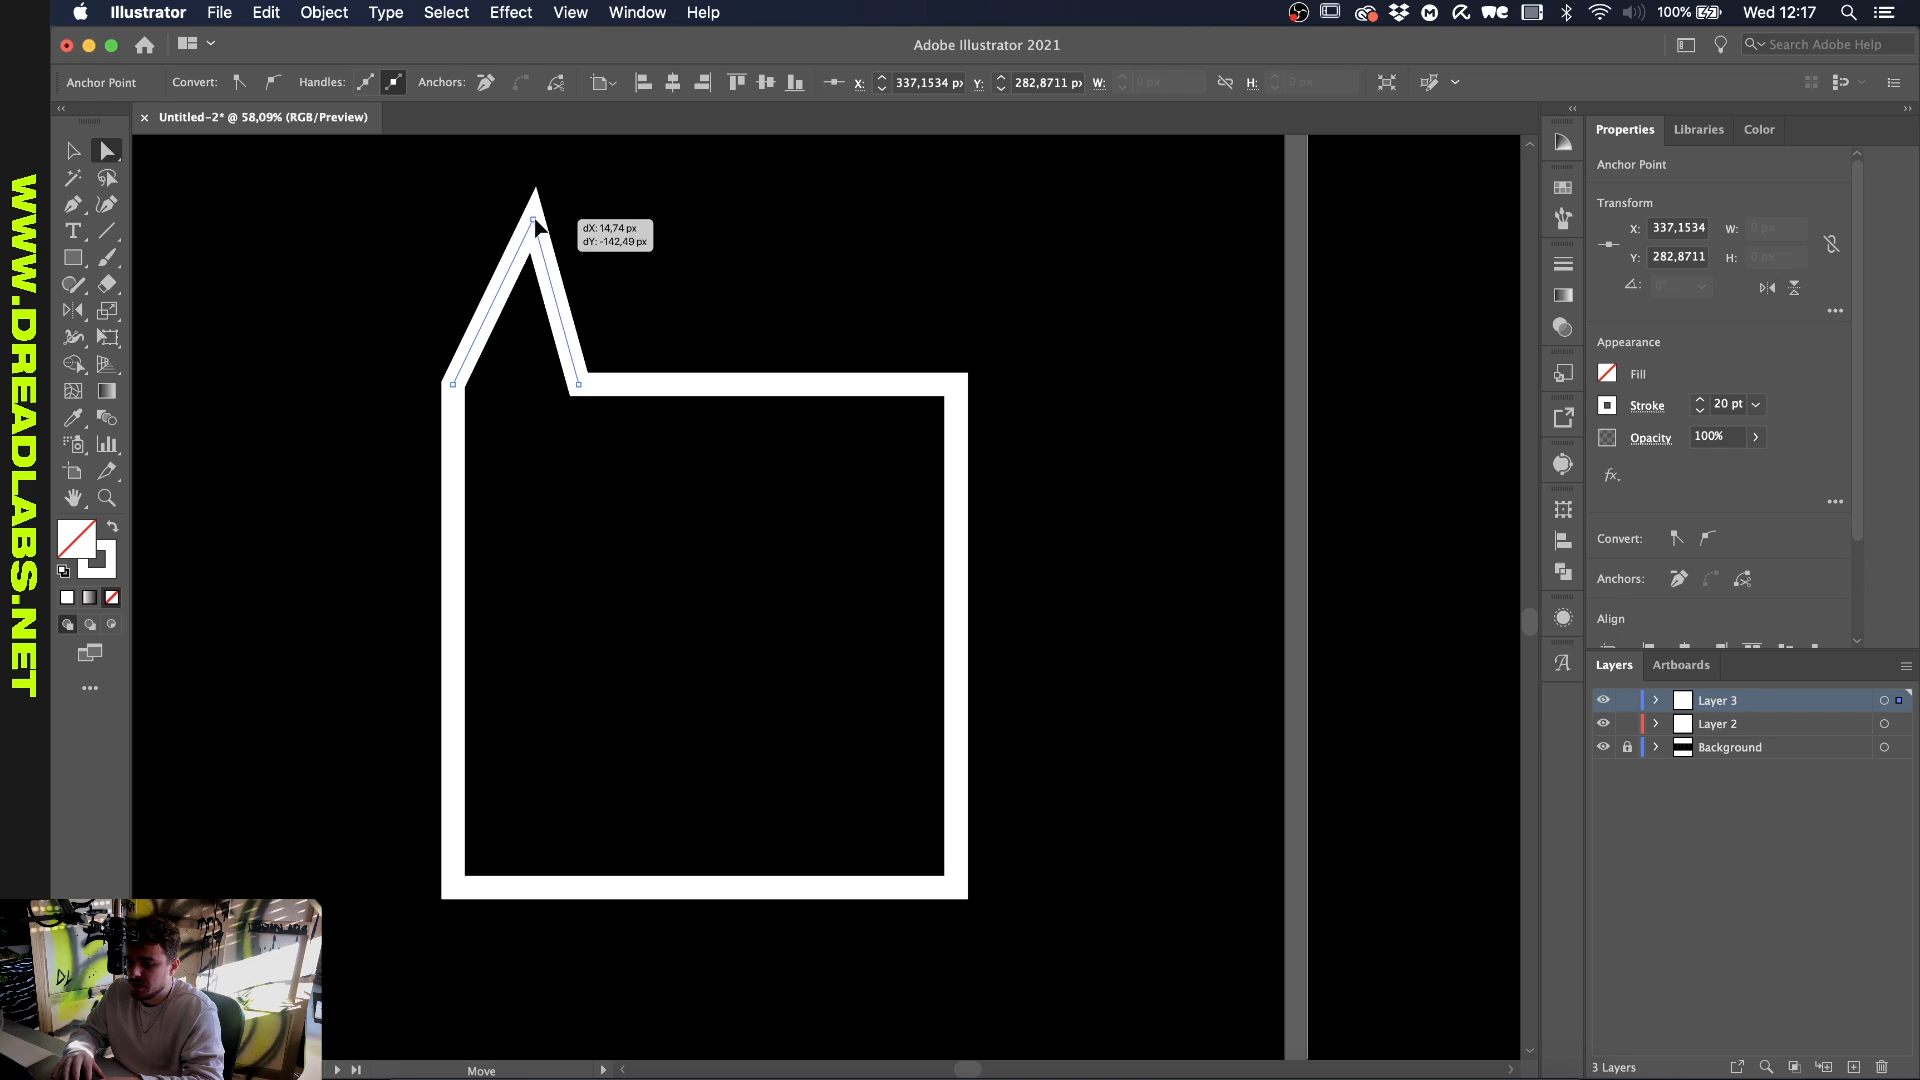 Illustrator File Edit Object Type Select Effect View Window Help
100% Wed 12:17
Adobe Illustrator 2021
Search Adobe Help
Anchor Point Convert: Handles: Anchors: X: 337,1534 px Y: 282,8711 px W: 0 px H: 0 px
Untitled-2* @ 58,09% (RGB/Preview)
Properties Libraries Color
Anchor Point
Transform
X: 337,1534 W: 0 px
Y: 282,8711 H: 0 px
0°
Appearance
Fill
Stroke 20 pt
Opacity 100%
Convert:
Anchors:
Align
Layers Artboards
Layer 3
Layer 2
Background
3 Layers
dX: 14,74 px
dY: -142,49 px
WWW.DREADLABS.NET
Move